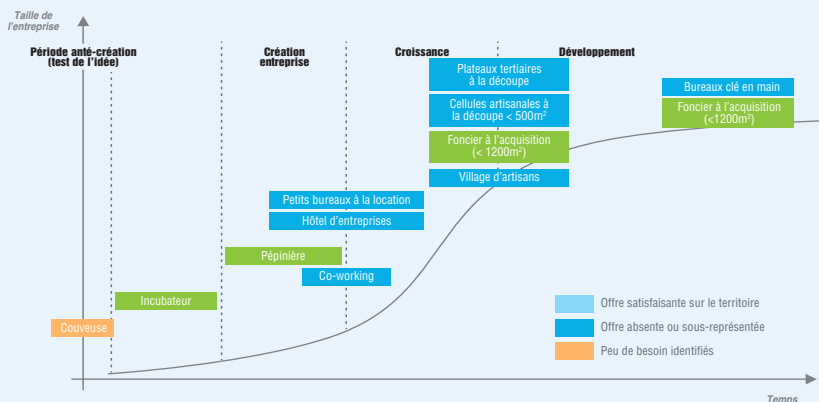 Taille de
l'entreprise
Période anté-création
(test de l'idée)
Création
entreprise
Croissance
Développement
Plateaux tertiaires
à la découpe
Cellules artisanales à
la découpe < 500m²
Foncier à l'acquisition
(< 1200m²)
Village d'artisans
Bureaux clé en main
Foncier à l'acquisition
(<1200m²)
Petits bureaux à la location
Hôtel d'entreprises
Pépinière
Co-working
Incubateur
Couveuse
Offre satisfaisante sur le territoire
Offre absente ou sous-représentée
Peu de besoin identifiés
Temps